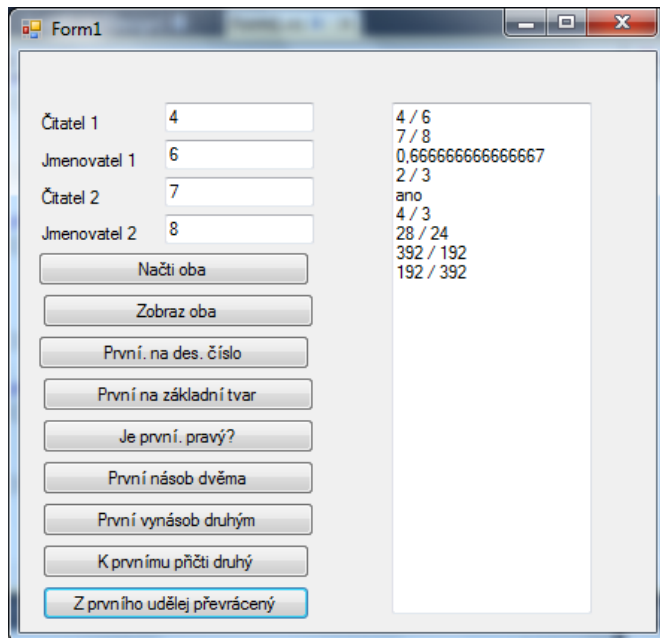 Form1
Čitatel 1
4
Jmenovatel 1
6
Čitatel 2
7
Jmenovatel 2
8
Načti oba
Zobraz oba
První. na des. číslo
První na základní tvar
Je první. pravý?
První násob dvěma
První vynásob druhým
K prvnímu přičti druhý
Z prvního udělej převrácený
4 / 6
7 / 8
0,666666666666667
2 / 3
ano
4 / 3
28 / 24
392 / 192
192 / 392